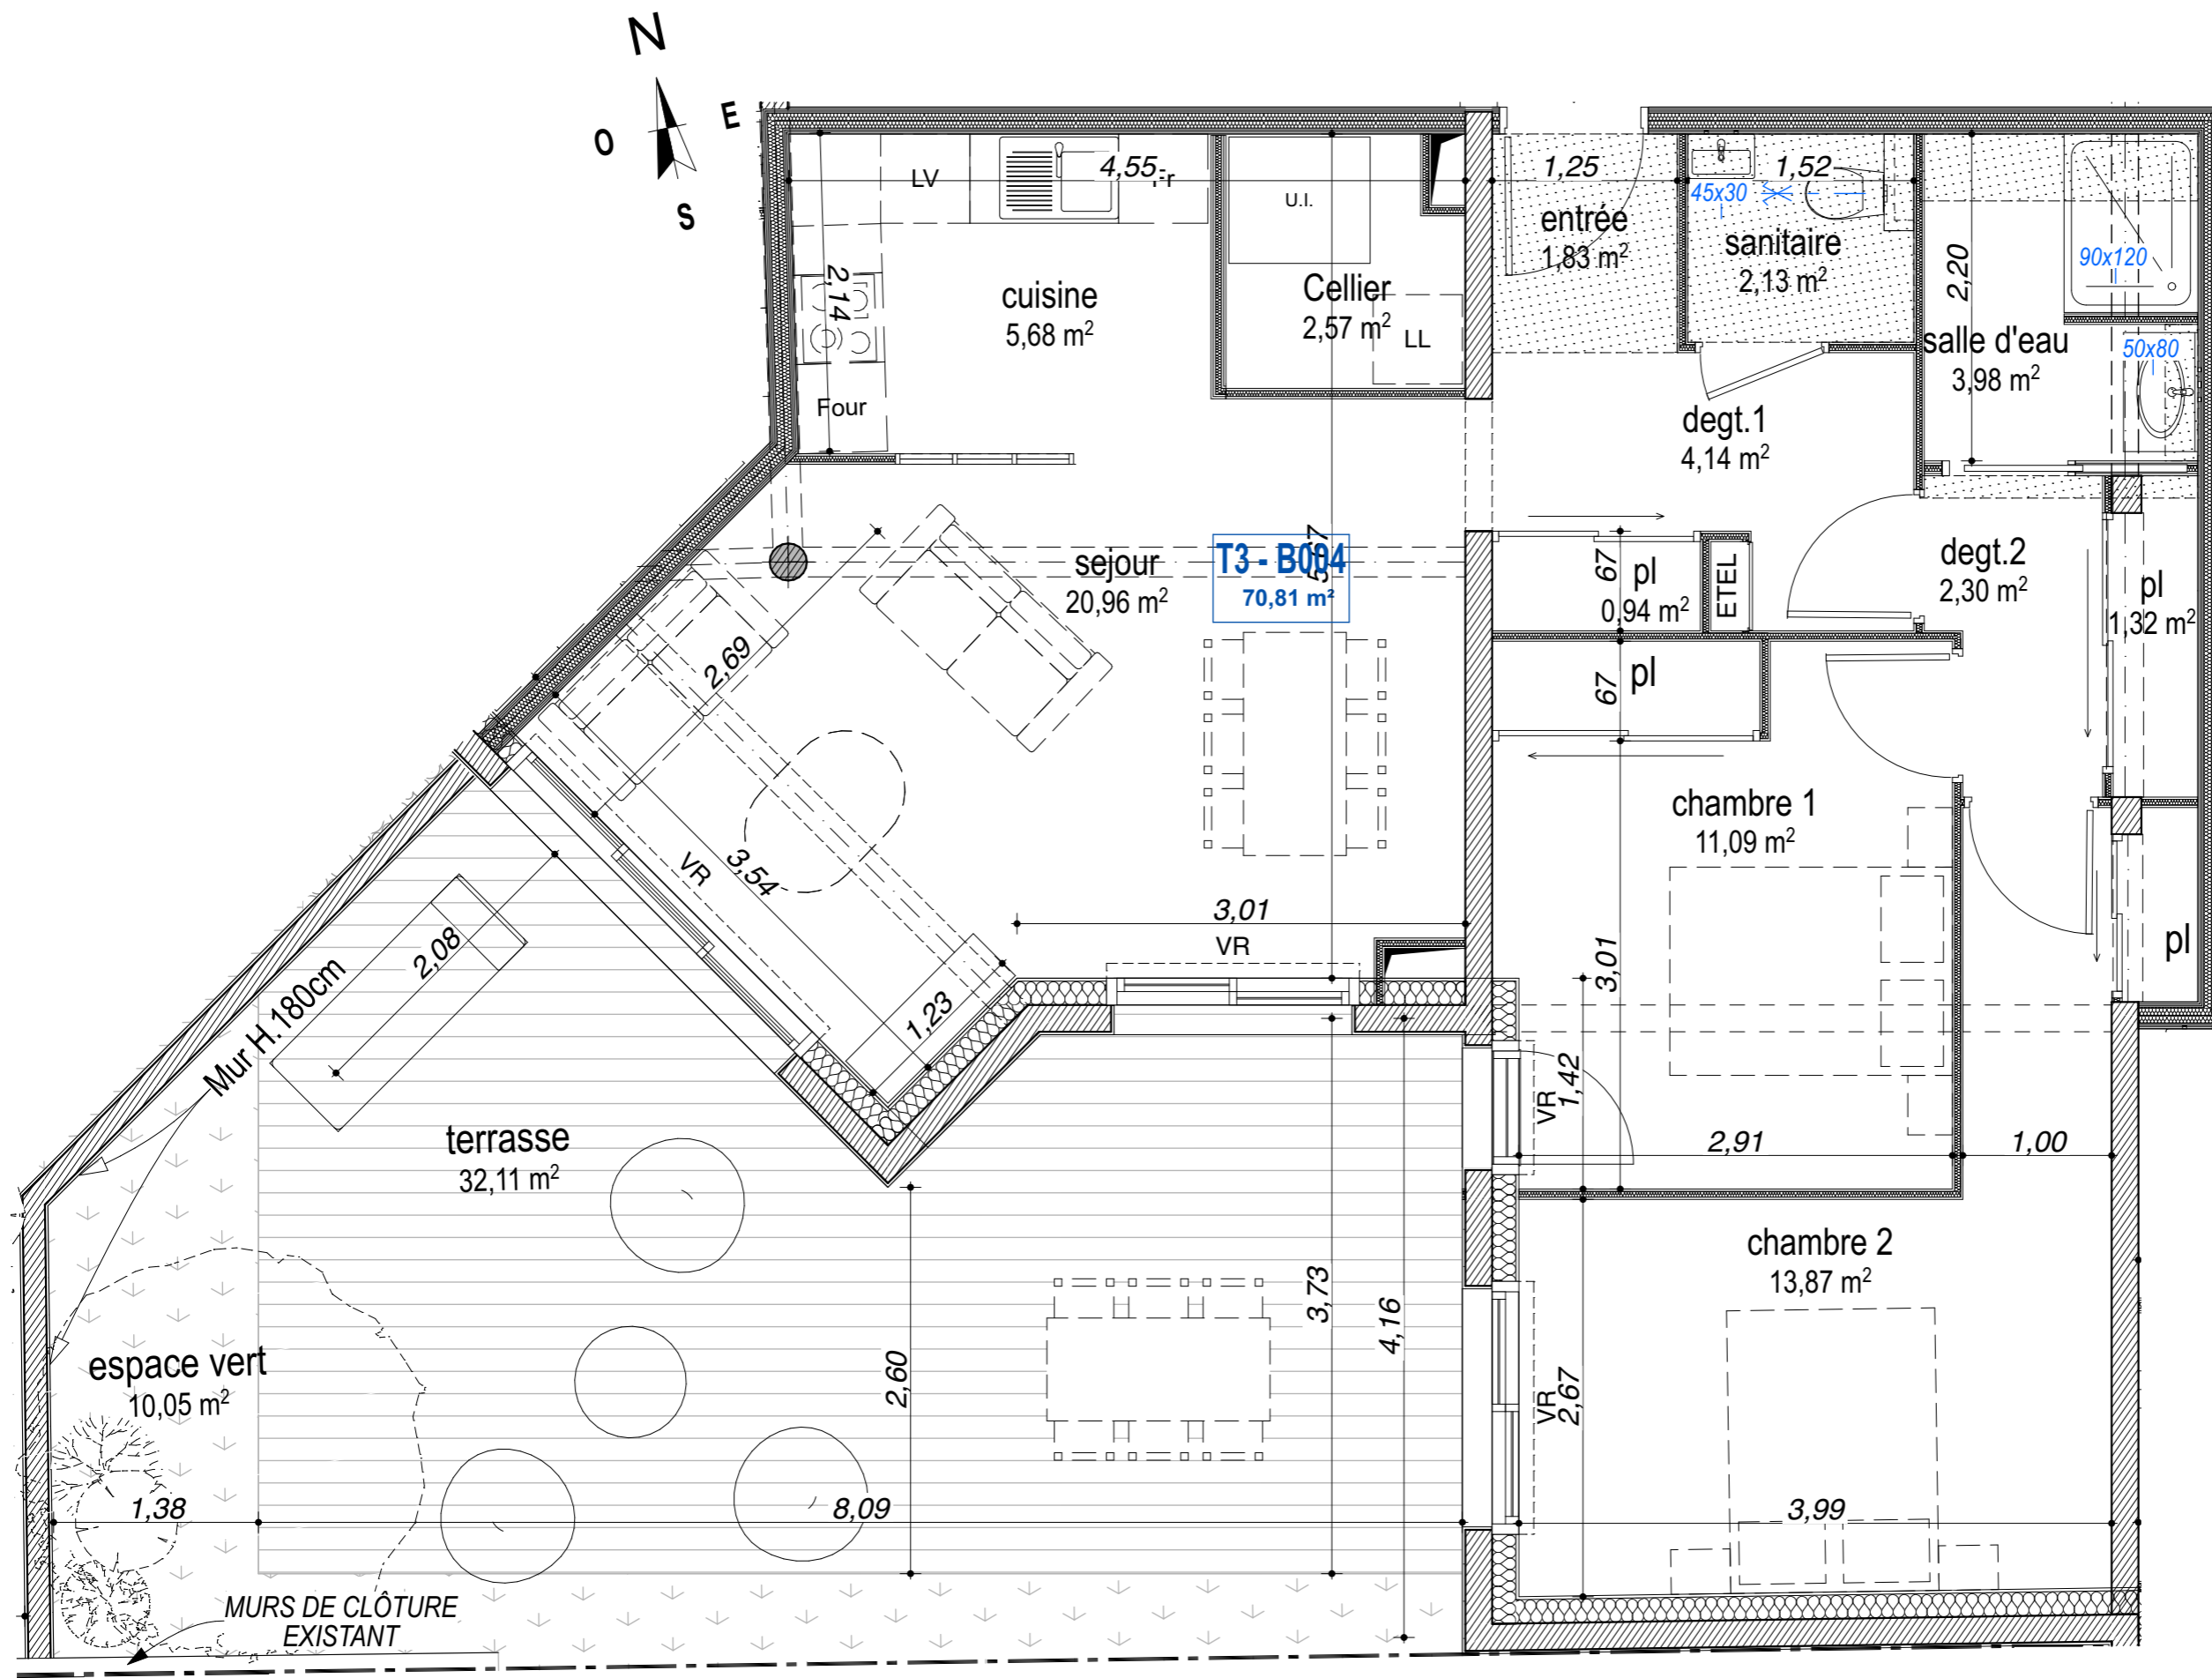 N
E
O
S
LV
4,55
Fr
U.I.
1,25
1,52
45x30
entrée
1,83 m²
sanitaire
2,13 m²
2,20
90x120
2,14
cuisine
5,68 m²
Cellier
2,57 m²
LL
salle d'eau
3,98 m²
50x80
Four
degt.1
4,14 m²
sejour
20,96 m²
T3 - B004
70,81 m²
5,67
67
pl
0,94 m²
ETEL
degt.2
2,30 m²
pl
1,32 m²
2,69
67
pl
chambre 1
11,09 m²
VR
3,54
3,01
VR
2,08
pl
3,01
Mur H. 180cm
1,23
VR
1,42
terrasse
32,11 m²
2,91
1,00
chambre 2
13,87 m²
3,73
4,16
espace vert
10,05 m²
2,60
VR
2,67
1,38
8,09
3,99
MURS DE CLÔTURE
EXISTANT